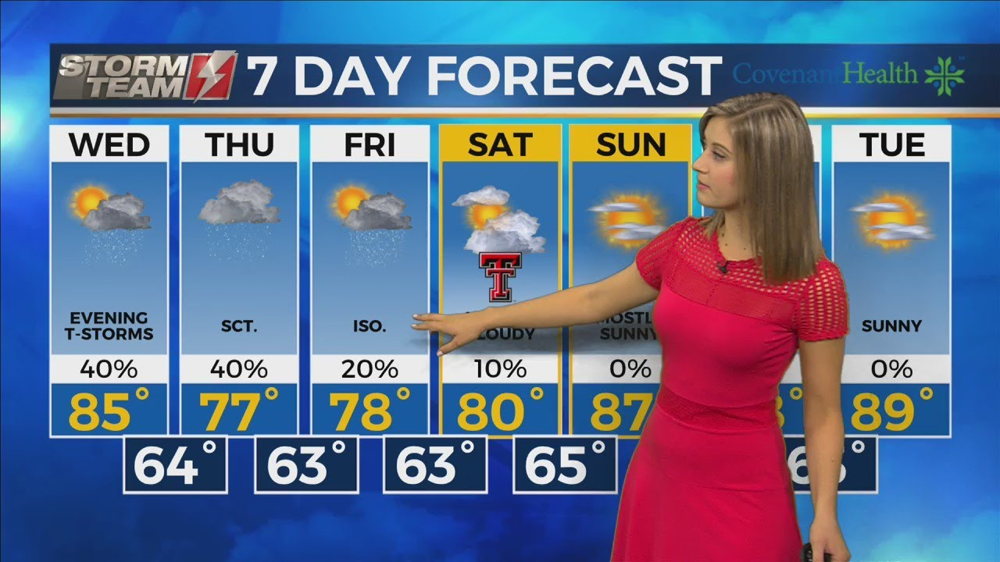 STORM
TEAM
7 DAY FORECAST
Covenant Health
WED
THU
FRI
SAT
SUN
TUE
EVENING
T-STORMS
SCT.
ISO.
SUNNY
SUNNY
40%
40%
20%
10%
0%
0%
85°
77°
78°
80°
87
89°
64°
63°
63°
65°